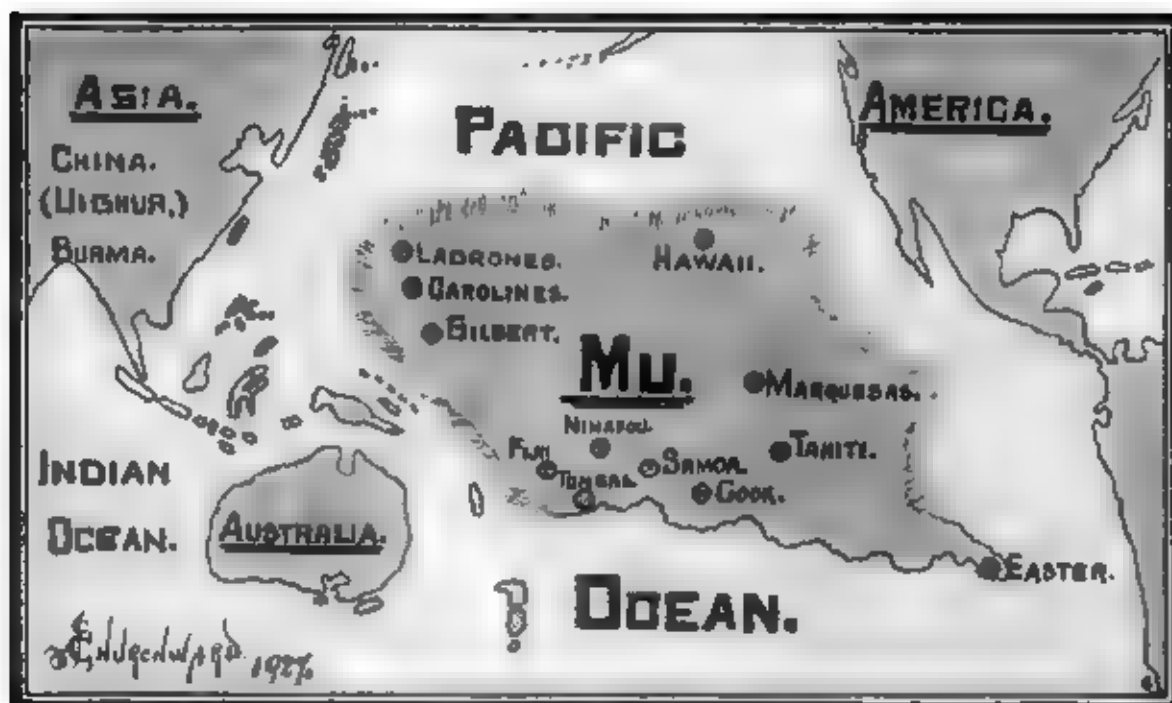 ASIA.
CHINA.
(UIGHUR.)
BURMA.
PACIFIC
AMERICA.
LADRONES.
HAWAII.
CAROLINES.
GILBERT.
MU.
MARQUESAS.
FIJI
SAMOA.
TAHITI.
COOK.
INDIAN
OCEAN.
AUSTRALIA.
EASTER.
OCEAN.
CHURCHWARD